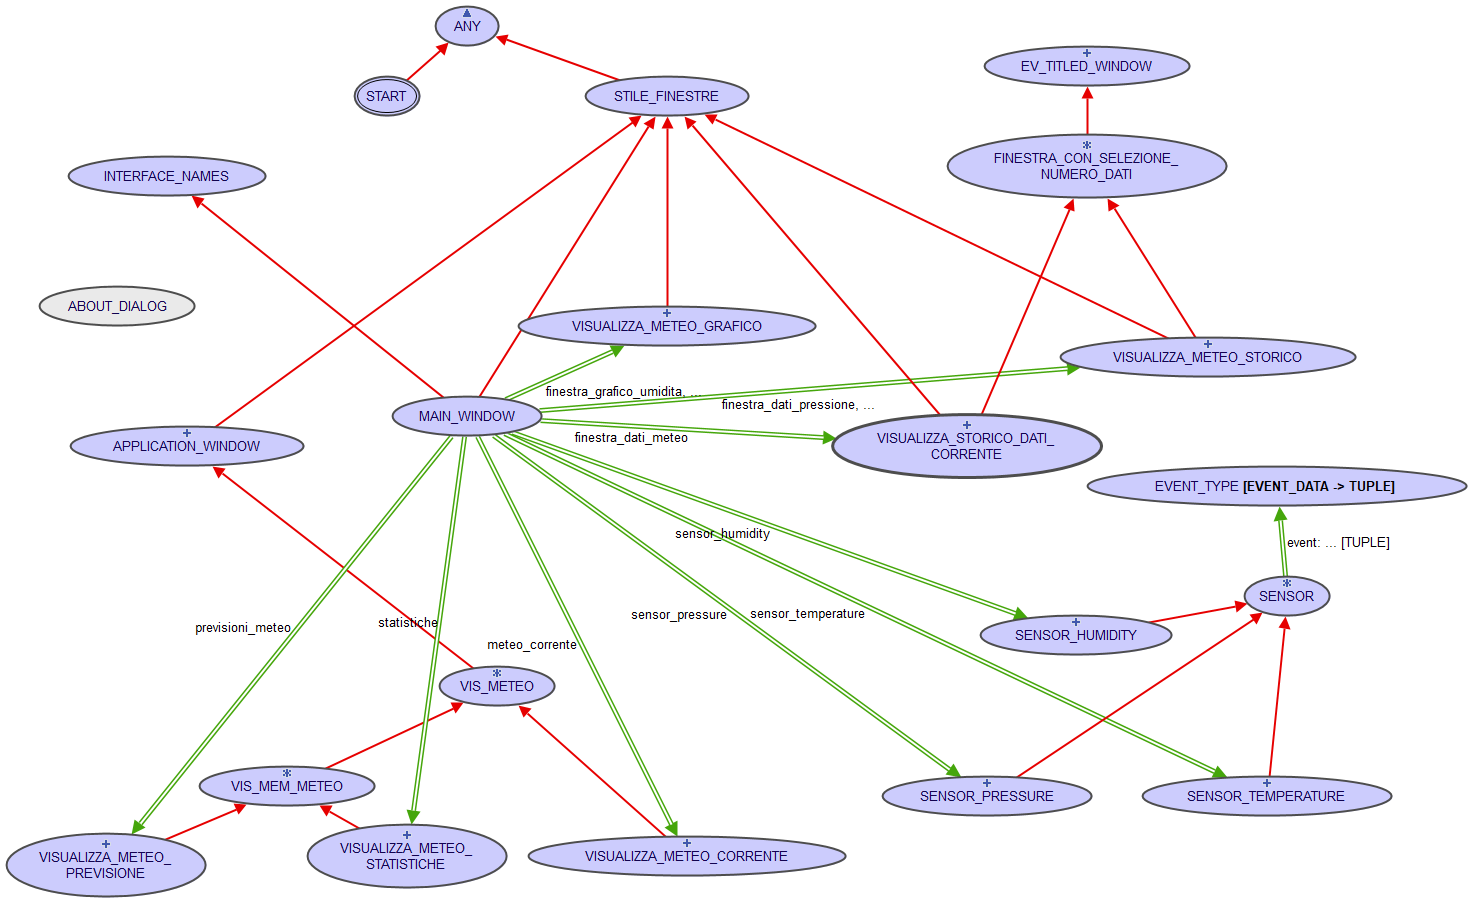 ANY
EV_TITLED_WINDOW
START
STILE_FINESTRE
FINESTRA_CON_SELEZIONE_
NUMERO_DATI
INTERFACE_NAMES
ABOUT_DIALOG
VISUALIZZA_METEO_GRAFICO
VISUALIZZA_METEO_STORICO
finestra_grafico_umidita, ...
finestra_dati_pressione, ...
MAIN_WINDOW
finestra_dati_meteo
APPLICATION_WINDOW
VISUALIZZA_STORICO_DATI_
CORRENTE
EVENT_TYPE [EVENT_DATA -> TUPLE]
sensor_humidity
event: ... [TUPLE]
SENSOR
previsioni_meteo
statistiche
sensor_pressure
sensor_temperature
SENSOR_HUMIDITY
meteo_corrente
VIS_METEO
VIS_MEM_METEO
SENSOR_PRESSURE
SENSOR_TEMPERATURE
VISUALIZZA_METEO_
PREVISIONE
VISUALIZZA_METEO_
STATISTICHE
VISUALIZZA_METEO_CORRENTE